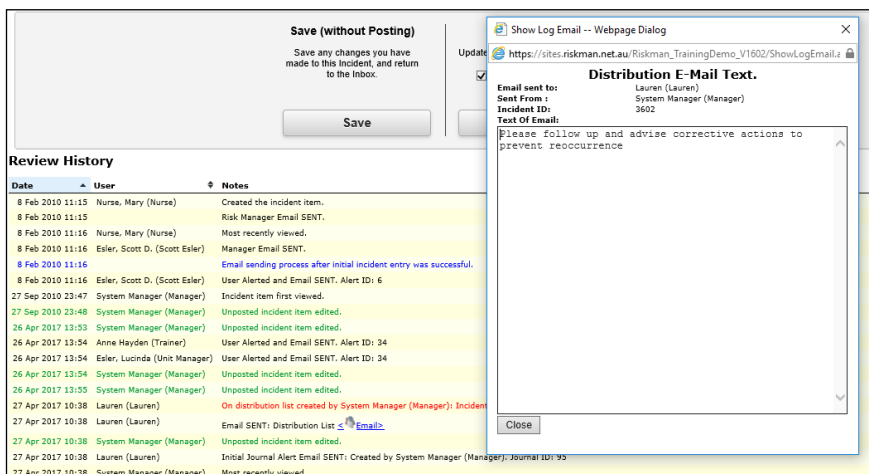 Save (without Posting)
Save any changes you have
made to this Incident, and return
to the Inbox.
Save
Update
Show Log Email -- Webpage Dialog
https://sites.riskman.net.au/Riskman_TrainingDemo_V1602/ShowLogEmail.a
Distribution E-Mail Text.
Email sent to: Lauren (Lauren)
Sent From : System Manager (Manager)
Incident ID: 3602
Text Of Email:
Please follow up and advise corrective actions to
prevent reoccurrence
Close
Review History
Date User Notes
8 Feb 2010 11:15 Nurse, Mary (Nurse) Created the incident item.
8 Feb 2010 11:15 Risk Manager Email SENT.
8 Feb 2010 11:16 Nurse, Mary (Nurse) Most recently viewed.
8 Feb 2010 11:16 Esler, Scott D. (Scott Esler) Manager Email SENT.
8 Feb 2010 11:16 Email sending process after initial incident entry was successful.
8 Feb 2010 11:16 Esler, Scott D. (Scott Esler) User Alerted and Email SENT. Alert ID: 6
27 Sep 2010 23:47 System Manager (Manager) Incident item first viewed.
27 Sep 2010 23:48 System Manager (Manager) Unposted incident item edited.
26 Apr 2017 13:53 System Manager (Manager) Unposted incident item edited.
26 Apr 2017 13:54 Anne Hayden (Trainer) User Alerted and Email SENT. Alert ID: 34
26 Apr 2017 13:54 Esler, Lucinda (Unit Manager) User Alerted and Email SENT. Alert ID: 34
26 Apr 2017 13:54 System Manager (Manager) Unposted incident item edited.
26 Apr 2017 13:55 System Manager (Manager) Unposted incident item edited.
27 Apr 2017 10:38 Lauren (Lauren) On distribution list created by System Manager (Manager): Incident
27 Apr 2017 10:38 Lauren (Lauren) Email SENT: Distribution List < Email>
27 Apr 2017 10:38 System Manager (Manager) Unposted incident item edited.
27 Apr 2017 10:38 Lauren (Lauren) Initial Journal Alert Email SENT: Created by System Manager (Manager). Journal ID: 95
27 Apr 2017 10:38 System Manager (Manager) Most recently viewed